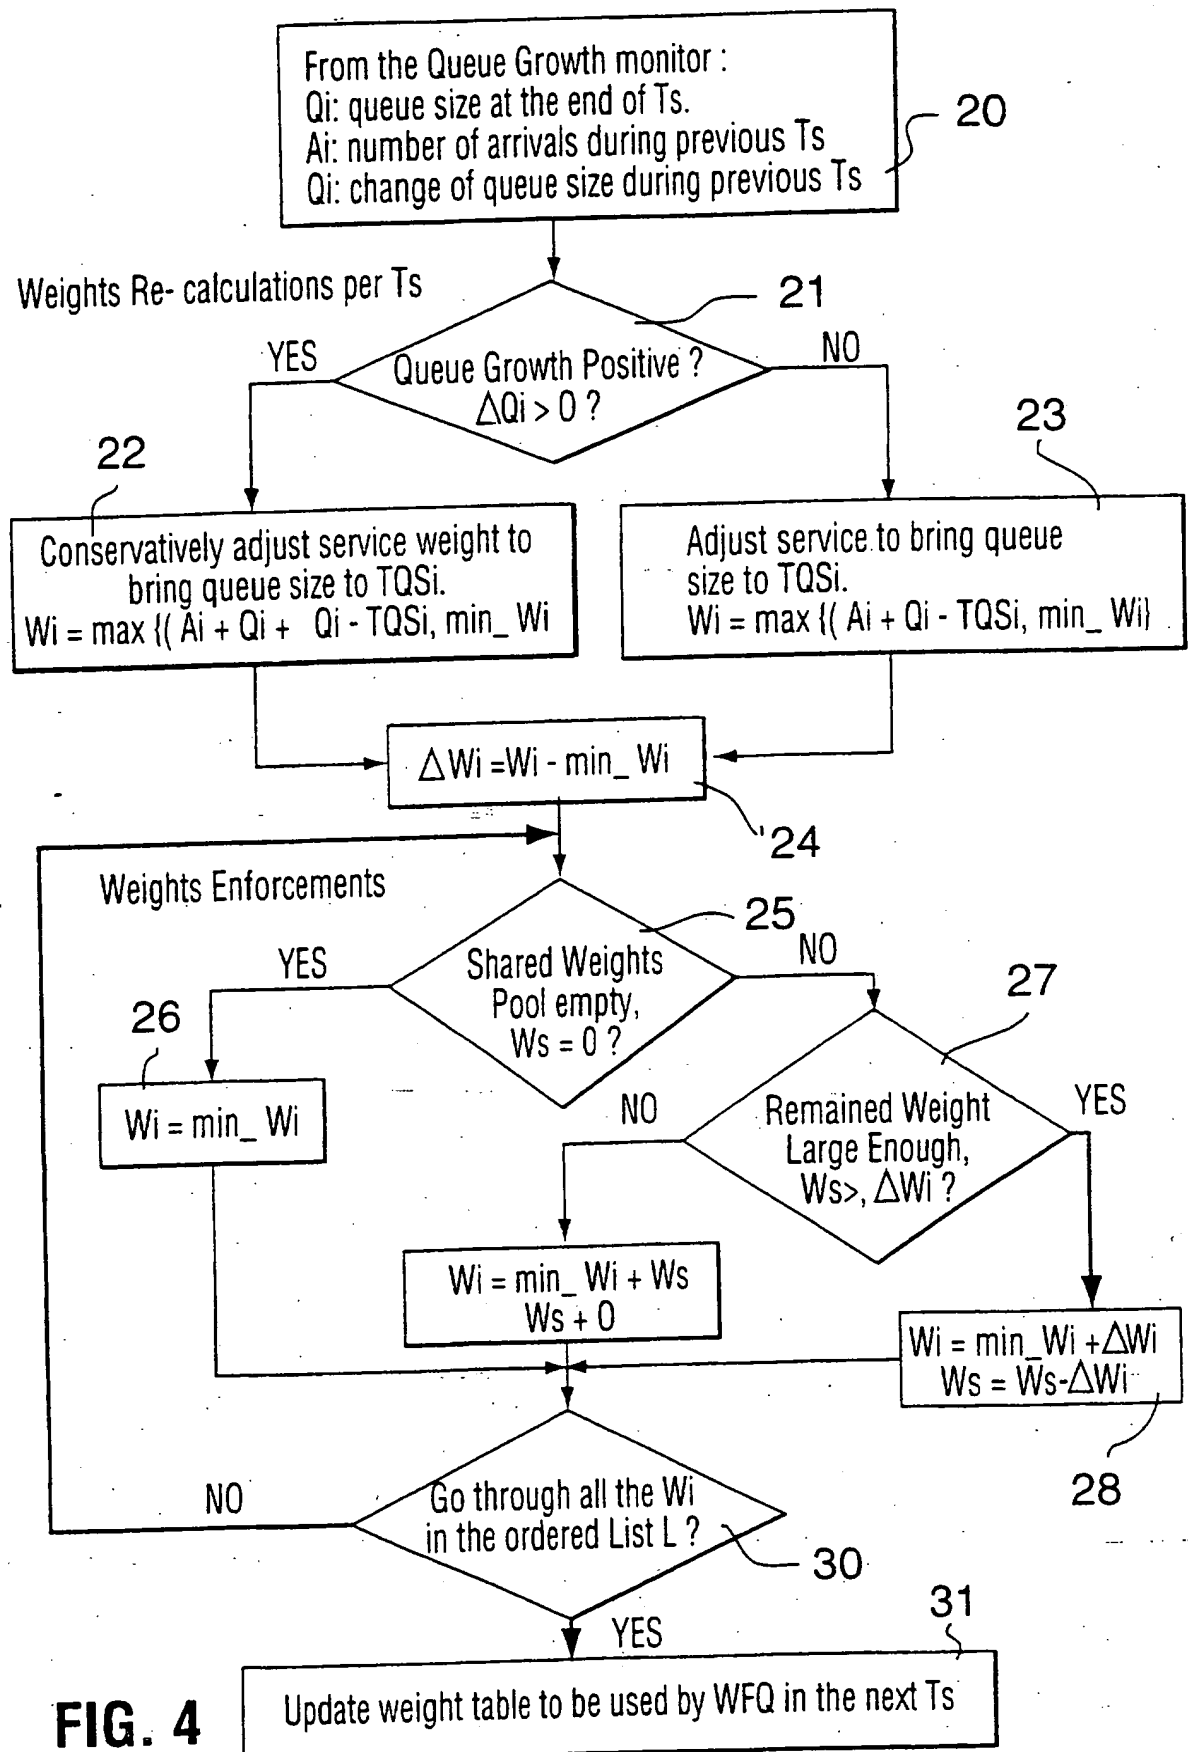 From the Queue Growth monitor :
Qi: queue size at the end of Ts.
Ai: number of arrivals during previous Ts
Qi: change of queue size during previous Ts
20
Weights Re- calculations per Ts
21
YES
Queue Growth Positive ?
ΔQi > 0 ?
NO
22
23
Conservatively adjust service weight to
bring queue size to TQSi.
Wi = max {( Ai + Qi + Qi - TQSi, min_ Wi
Adjust service to bring queue
size to TQSi.
Wi = max {( Ai + Qi - TQSi, min_ Wi}
ΔWi =Wi - min_ Wi
24
Weights Enforcements
25
YES
Shared Weights
Pool empty,
Ws = 0 ?
NO
26
27
Wi = min_ Wi
NO
Remained Weight
Large Enough,
Ws>, ΔWi ?
YES
Wi = min_ Wi + Ws
Ws + 0
Wi = min_Wi +ΔWi
Ws = Ws-ΔWi
28
NO
Go through all the Wi
in the ordered List L ?
30
31
YES
Update weight table to be used by WFQ in the next Ts
FIG. 4